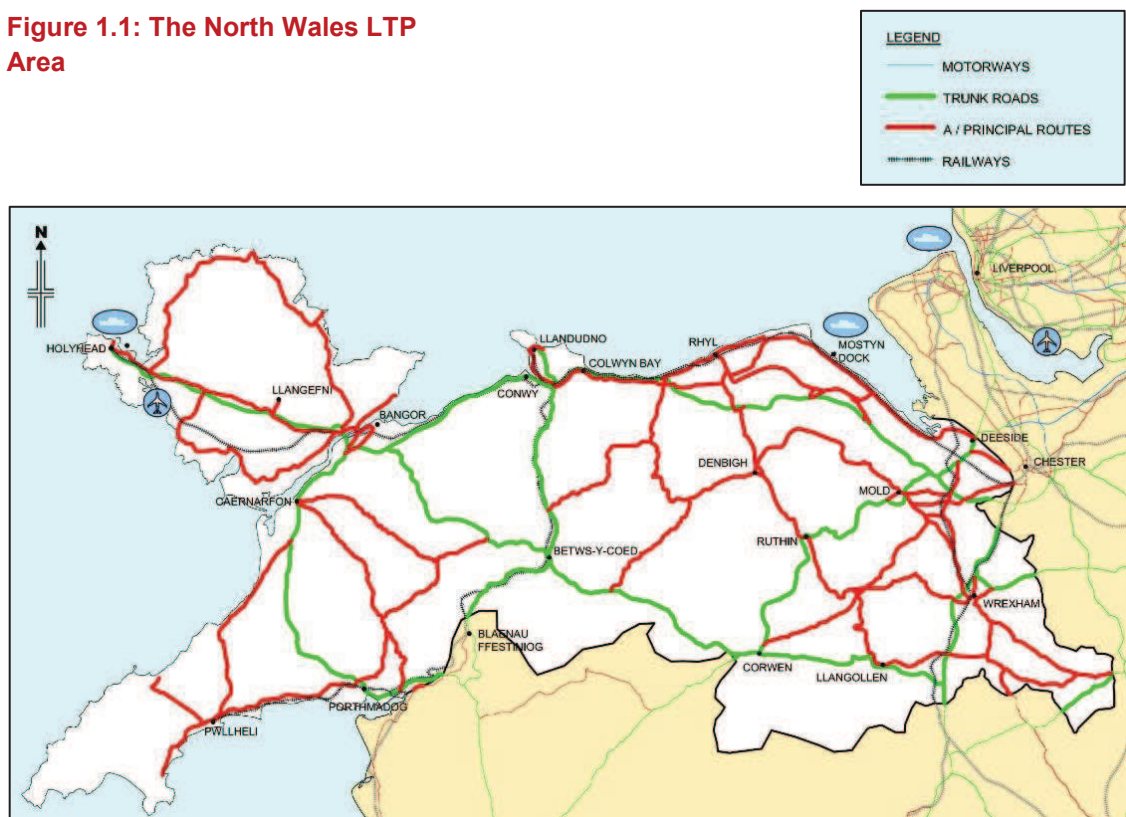 Figure 1.1: The North Wales LTP
Area
LEGEND
MOTORWAYS
TRUNK ROADS
A / PRINCIPAL ROUTES
RAILWAYS
N
LIVERPOOL
HOLYHEAD
LLANDUDNO
RHYL
MOSTYN
DOCK
COLWYN BAY
LLANGEFNI
CONWY
BANGOR
DEESIDE
CHESTER
DENBIGH
MOLD
CAERNARFON
RUTHIN
BETWS-Y-COED
WREXHAM
BLAENAU
FFESTINIOG
CORWEN
LLANGOLLEN
PORTHMADOG
PWLLHELI